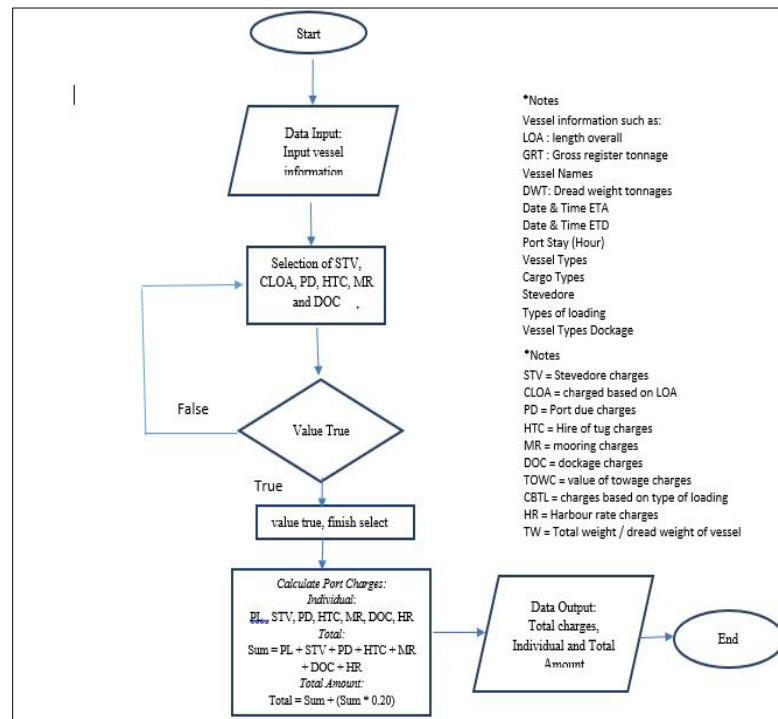 Start
Data Input:
Input vessel
information
Selection of STV,
CLOA, PD, HTC, MR
and DOC
False
Value True
True
value true, finish select
Calculate Port Charges:
Individual:
PL, STV, PD, HTC, MR, DOC, HR
Total:
Sum = PL + STV + PD + HTC + MR
+ DOC + HR
Total Amount:
Total = Sum + (Sum * 0.20)
Data Output:
Total charges,
Individual and Total
Amount
End
*Notes
Vessel information such as:
LOA : length overall
GRT : Gross register tonnage
Vessel Names
DWT: Dread weight tonnages
Date & Time ETA
Date & Time ETD
Port Stay (Hour)
Vessel Types
Cargo Types
Stevedore
Types of loading
Vessel Types Dockage
*Notes
STV = Stevedore charges
CLOA = charged based on LOA
PD = Port due charges
HTC = Hire of tug charges
MR = mooring charges
DOC = dockage charges
TOWC = value of towage charges
CBTL = charges based on type of loading
HR = Harbour rate charges
TW = Total weight / dread weight of vessel